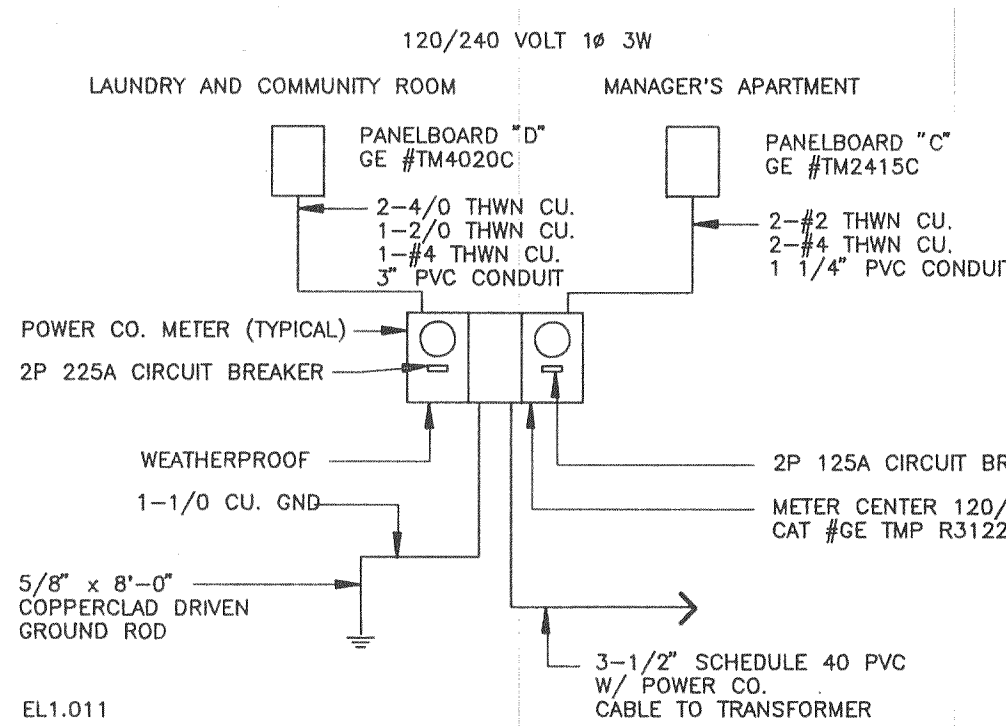 120/240 VOLT 1ø 3W
LAUNDRY AND COMMUNITY ROOM
MANAGER'S APARTMENT
PANELBOARD "D"
GE #TM4020C
PANELBOARD "C"
GE #TM2415C
2-4/0 THWN CU.
1-2/0 THWN CU.
1-#4 THWN CU.
3" PVC CONDUIT
2-#2 THWN CU.
2-#4 THWN CU.
1 1/4" PVC CONDUIT
POWER CO. METER (TYPICAL)
2P 225A CIRCUIT BREAKER
WEATHERPROOF
1-1/0 CU. GND
2P 125A CIRCUIT BR
METER CENTER 120/
CAT #GE TMP R3122
5/8" x 8'-0"
COPPERCLAD DRIVEN
GROUND ROD
3-1/2" SCHEDULE 40 PVC
W/ POWER CO.
CABLE TO TRANSFORMER
EL1.011